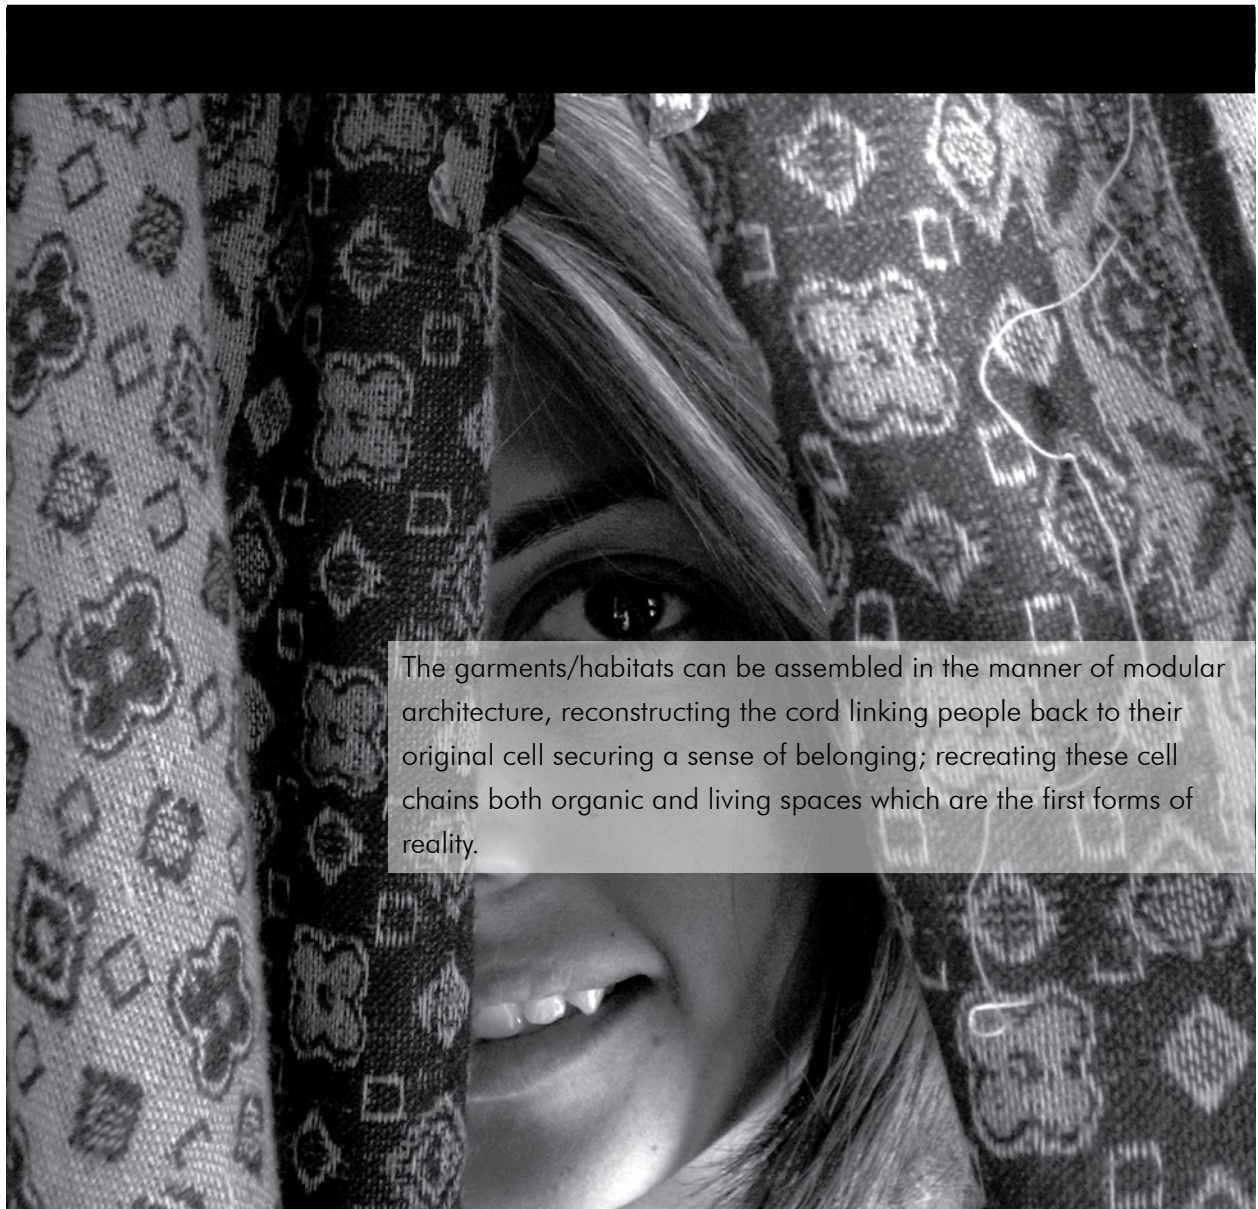 The garments/habitats can be assembled in the manner of modular
architecture, reconstructing the cord linking people back to their
original cell securing a sense of belonging; recreating these cell
chains both organic and living spaces which are the first forms of
reality.